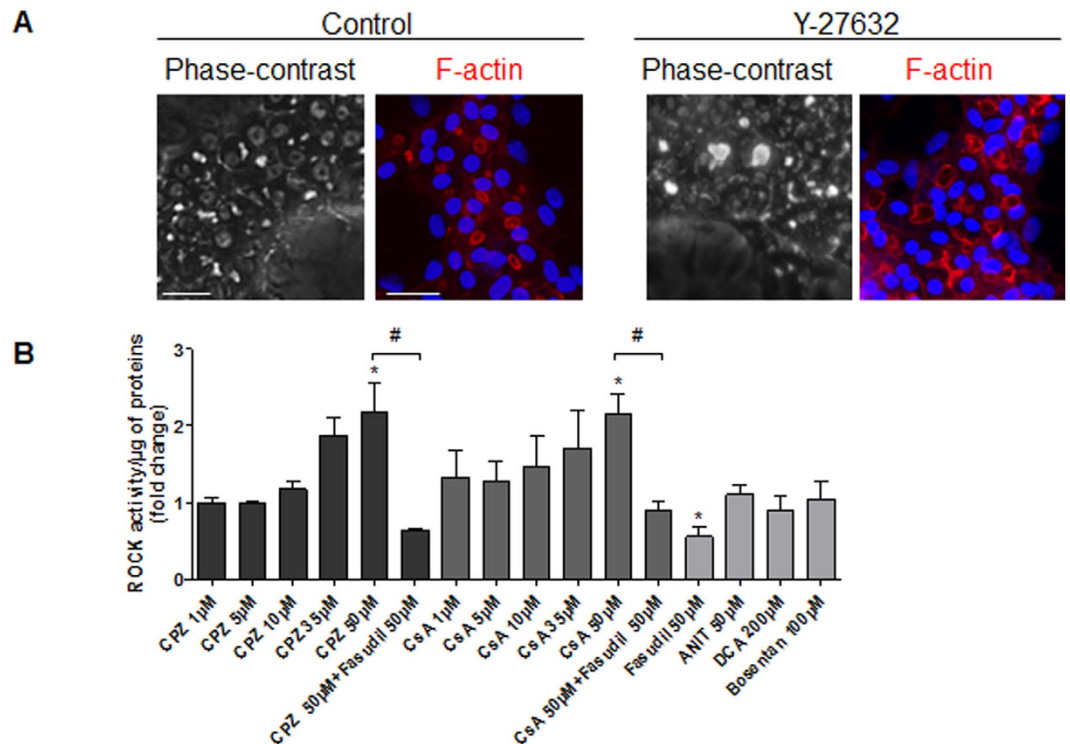 A
Control
Y-27632
Phase-contrast
F-actin
Phase-contrast
F-actin
B
ROCK activity/µg of proteins
(fold change)
3
2
1
0
#
#
*
*
*
CPZ 1µM
CPZ 5µM
CPZ 10µM
CPZ 35µM
CPZ 50µM
CPZ 50µM+Fasudil 50µM
CsA 1µM
CsA 5µM
CsA 10µM
CsA 35µM
CsA 50µM
CsA 50µM+Fasudil 50µM
Fasudil 50µM
ANIT 50µM
DCA 200µM
Bosentan 100µM